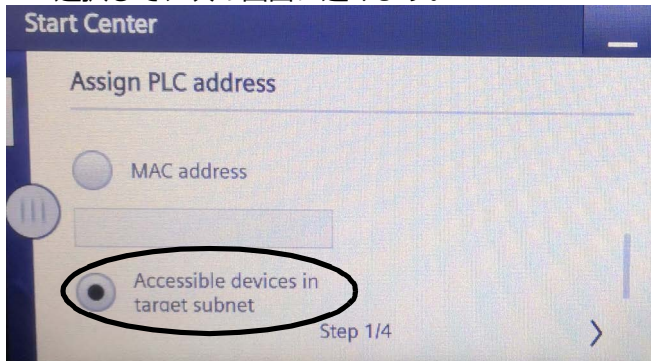 Start Center
Assign PLC address
MAC address
Accessible devices in
target subnet
Step 1/4